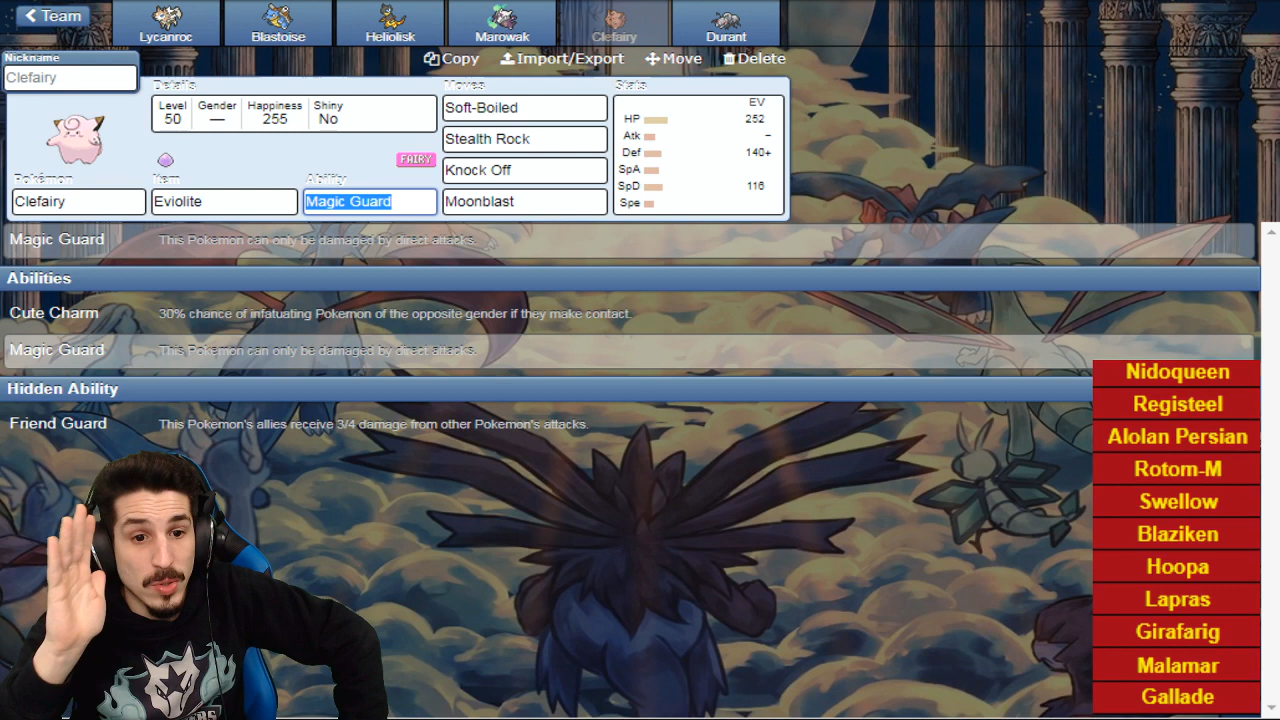 Team
Lycanroc
Blastoise
Heliolisk
Marowak
Clefairy
Durant
Nickname
Clefairy
Copy
Import/Export
Move
Delete
Details
Level Gender Happiness Shiny
50 — 255 No
FAIRY
Pokémon
Clefairy
Item
Eviolite
Ability
Magic Guard
Moves
Soft-Boiled
Stealth Rock
Knock Off
Moonblast
Stats
EV
HP 252
Atk –
Def 140+
SpA
SpD 116
Spe
Magic Guard This Pokemon can only be damaged by direct attacks.
Abilities
Cute Charm 30% chance of infatuating Pokemon of the opposite gender if they make contact.
Magic Guard This Pokemon can only be damaged by direct attacks.
Hidden Ability
Friend Guard This Pokemon's allies receive 3/4 damage from other Pokemon's attacks.
Nidoqueen
Registeel
Alolan Persian
Rotom-M
Swellow
Blaziken
Hoopa
Lapras
Girafarig
Malamar
Gallade